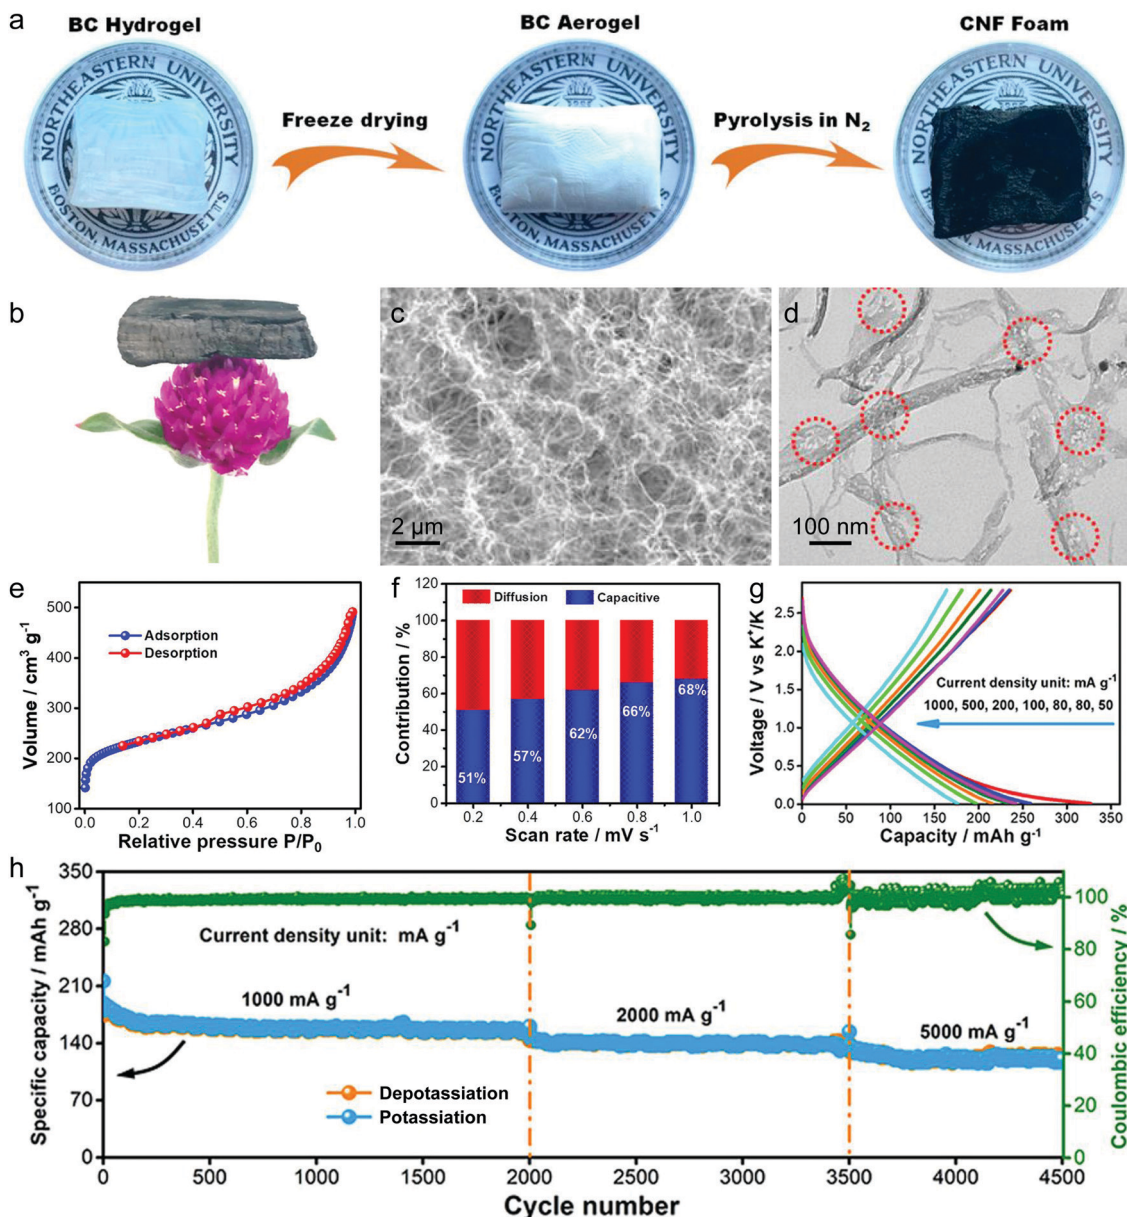 a
BC Hydrogel
BC Aerogel
CNF Foam
NORTHEASTERN UNIVERSITY
BOSTON, MASSACHUSETTS
Freeze drying
NORTHEASTERN UNIVERSITY
BOSTON, MASSACHUSETTS
Pyrolysis in N₂
NORTHEASTERN UNIVERSITY
BOSTON, MASSACHUSETTS
b
c
2 μm
d
100 nm
e
Volume / cm³ g⁻¹
500
400
300
200
100
Adsorption
Desorption
0.0 0.2 0.4 0.6 0.8 1.0
Relative pressure P/P₀
f
Contribution / %
120
100
80
60
40
20
0
Diffusion Capacitive
51% 57% 62% 66% 68%
0.2 0.4 0.6 0.8 1.0
Scan rate / mV s⁻¹
g
Voltage / V vs K⁺/K
2.5
2.0
1.5
1.0
0.5
0.0
Current density unit: mA g⁻¹
1000, 500, 200, 100, 80, 80, 50
0 50 100 150 200 250 300 350
Capacity / mAh g⁻¹
h
Specific capacity / mAh g⁻¹
350
280
210
140
70
0
Current density unit: mA g⁻¹
1000 mA g⁻¹
2000 mA g⁻¹
5000 mA g⁻¹
Depotassiation
Potassiation
100
80
60
40
20
0
Coulombic efficiency / %
0 500 1000 1500 2000 2500 3000 3500 4000 4500
Cycle number